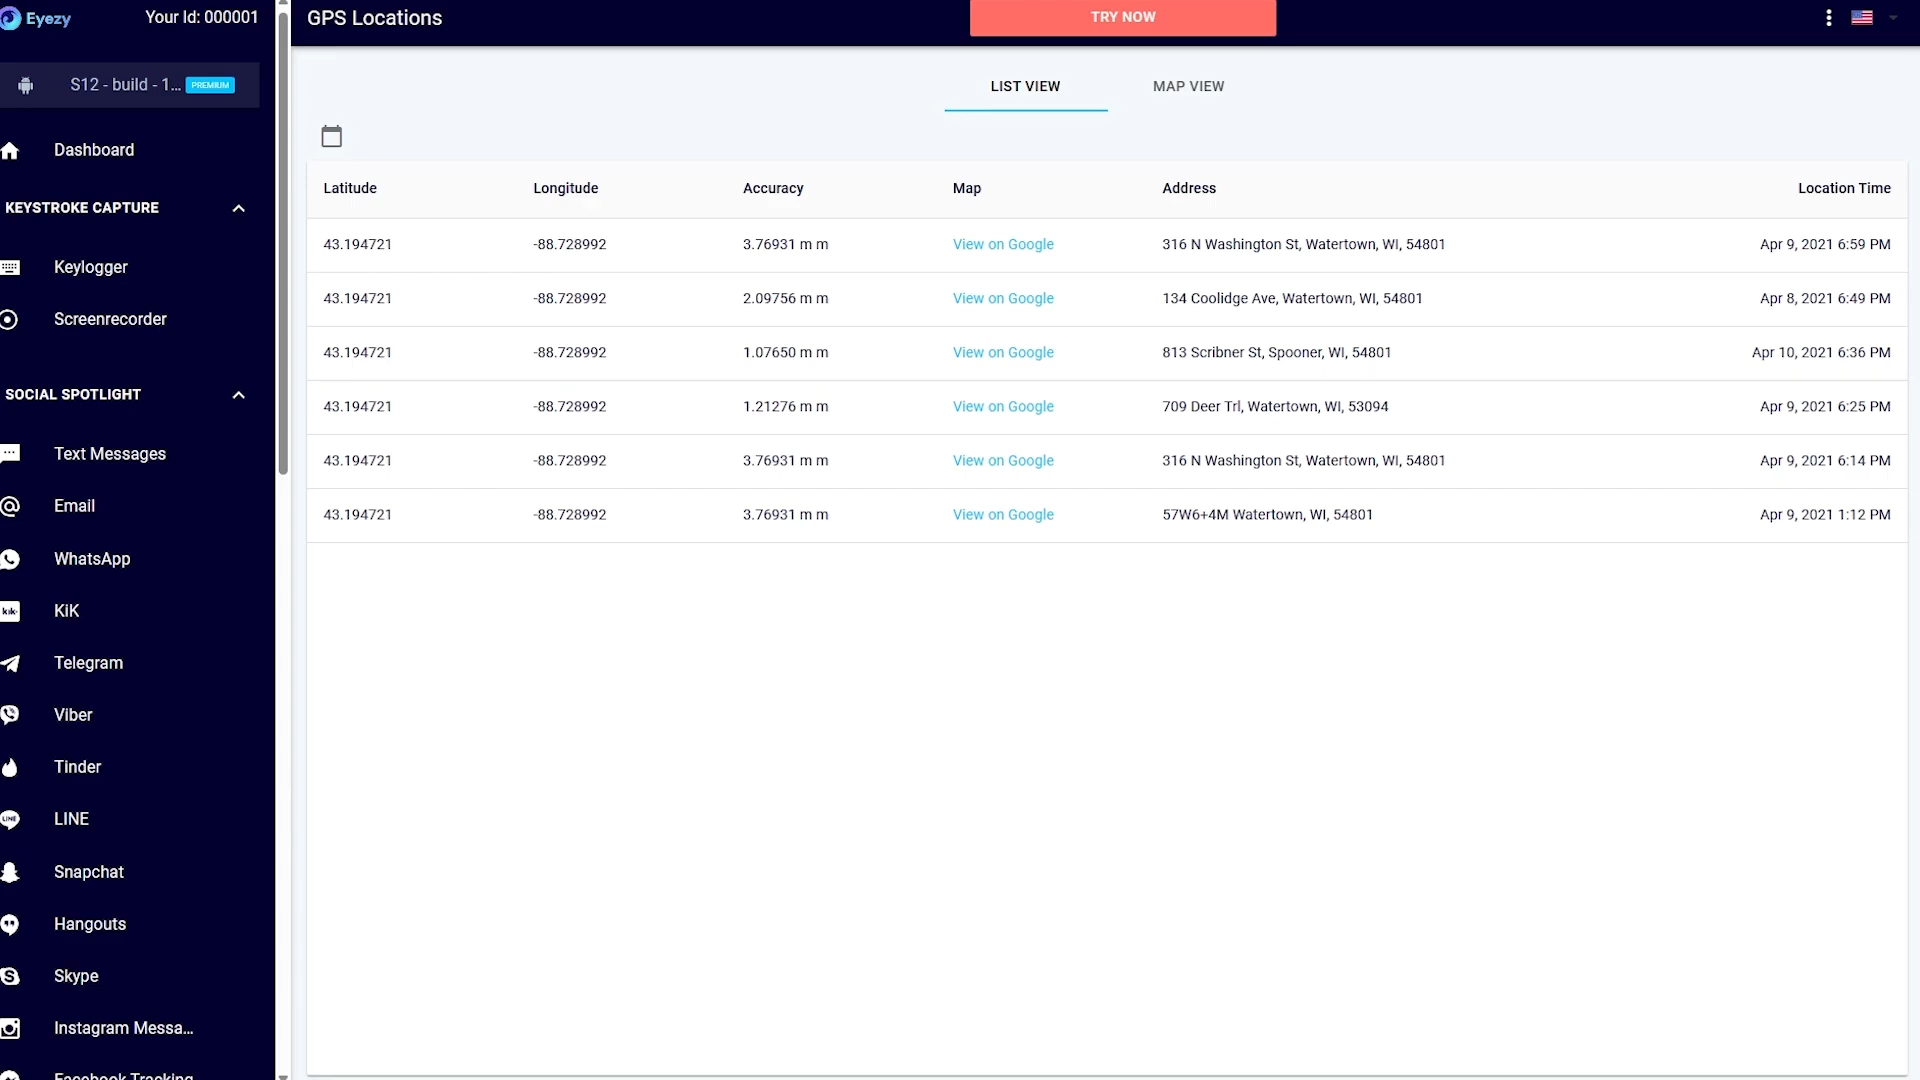 Eyezy
Your Id: 000001
GPS Locations
TRY NOW
S12 - build - 1... PREMIUM
Dashboard
KEYSTROKE CAPTURE
Keylogger
Screenrecorder
SOCIAL SPOTLIGHT
Text Messages
Email
WhatsApp
kik KiK
Telegram
Viber
Tinder
LINE LINE
Snapchat
Hangouts
Skype
Instagram Messa...
Facebook Tracking
LIST VIEW MAP VIEW
Latitude Longitude Accuracy Map Address Location Time
43.194721 -88.728992 3.76931 m m View on Google 316 N Washington St, Watertown, WI, 54801 Apr 9, 2021 6:59 PM
43.194721 -88.728992 2.09756 m m View on Google 134 Coolidge Ave, Watertown, WI, 54801 Apr 8, 2021 6:49 PM
43.194721 -88.728992 1.07650 m m View on Google 813 Scribner St, Spooner, WI, 54801 Apr 10, 2021 6:36 PM
43.194721 -88.728992 1.21276 m m View on Google 709 Deer Trl, Watertown, WI, 53094 Apr 9, 2021 6:25 PM
43.194721 -88.728992 3.76931 m m View on Google 316 N Washington St, Watertown, WI, 54801 Apr 9, 2021 6:14 PM
43.194721 -88.728992 3.76931 m m View on Google 57W6+4M Watertown, WI, 54801 Apr 9, 2021 1:12 PM